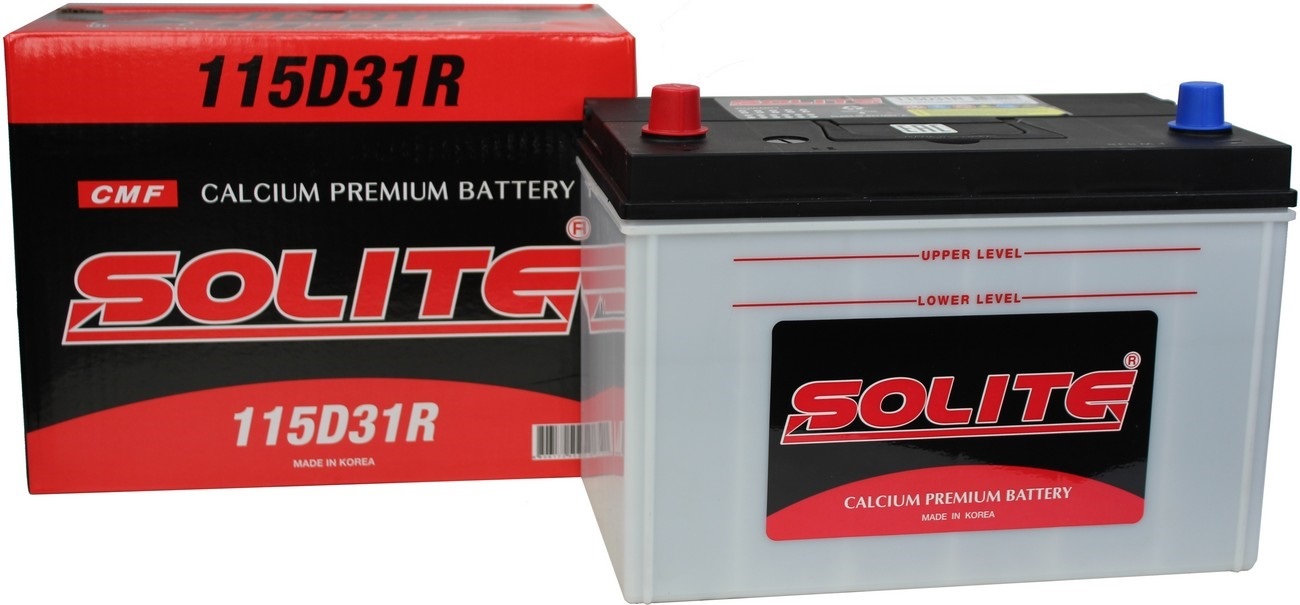 115D31R
CMF CALCIUM PREMIUM BATTERY
SOLITE®
115D31R
MADE IN KOREA
SOLITE
UPPER LEVEL
LOWER LEVEL
SOLITE®
CALCIUM PREMIUM BATTERY
MADE IN KOREA